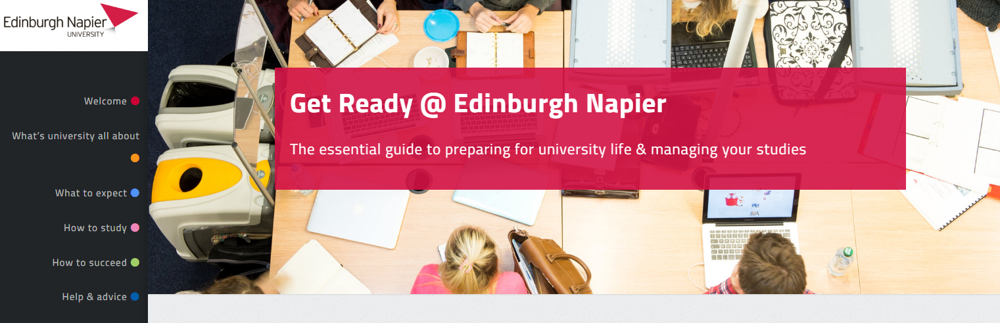 Edinburgh Napier
UNIVERSITY
Welcome
What's university all about
What to expect
How to study
How to succeed
Help & advice
Get Ready @ Edinburgh Napier
The essential guide to preparing for university life & managing your studies